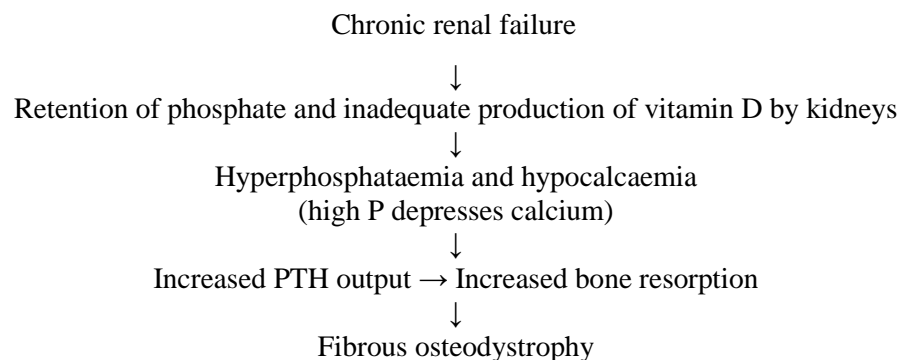 Chronic renal failure
↓
Retention of phosphate and inadequate production of vitamin D by kidneys
↓
Hyperphosphataemia and hypocalcaemia
(high P depresses calcium)
↓
Increased PTH output → Increased bone resorption
↓
Fibrous osteodystrophy